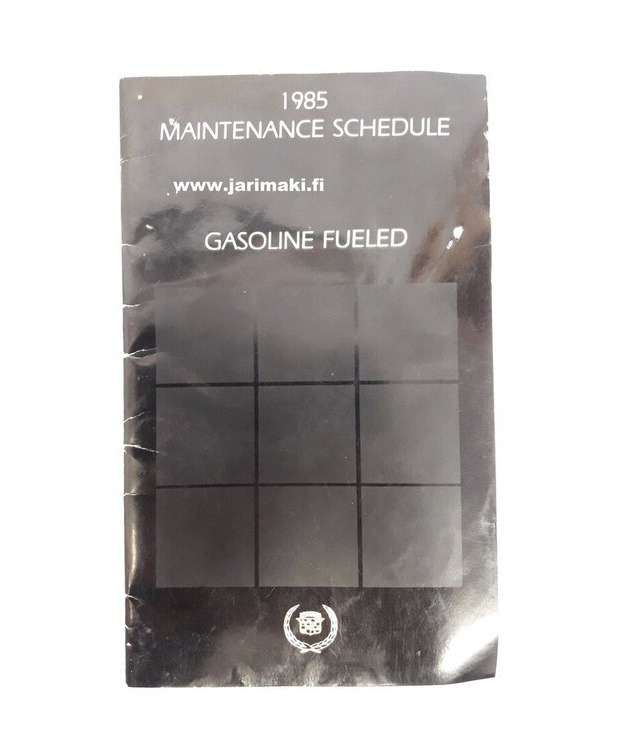 1985
MAINTENANCE SCHEDULE
www.jarimaki.fi
GASOLINE FUELED